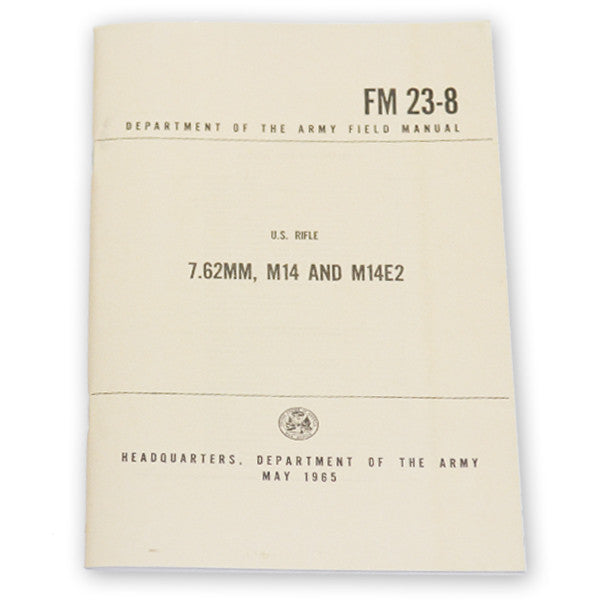 FM 23-8
DEPARTMENT OF THE ARMY FIELD MANUAL
U.S. RIFLE
7.62MM, M14 AND M14E2
HEADQUARTERS, DEPARTMENT OF THE ARMY
MAY 1965